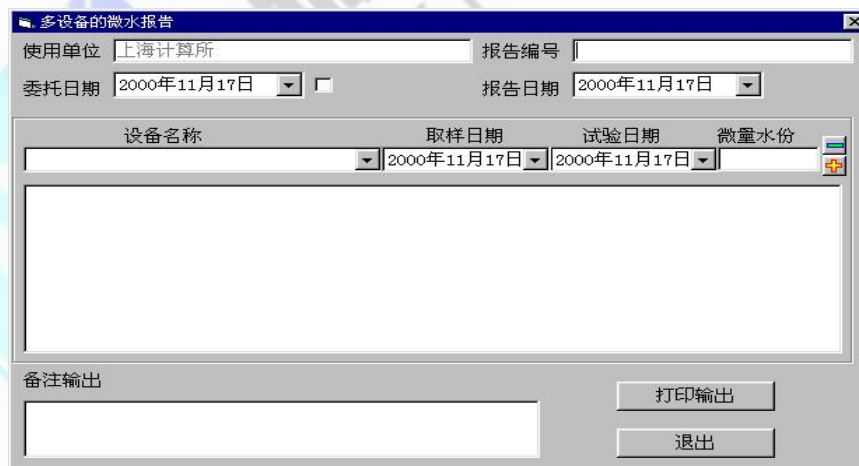 多设备的微水报告
使用单位 上海计算所 报告编号
委托日期 2000年11月17日 报告日期 2000年11月17日
设备名称 取样日期 试验日期 微量水份
2000年11月17日 2000年11月17日
备注输出
打印输出
退出